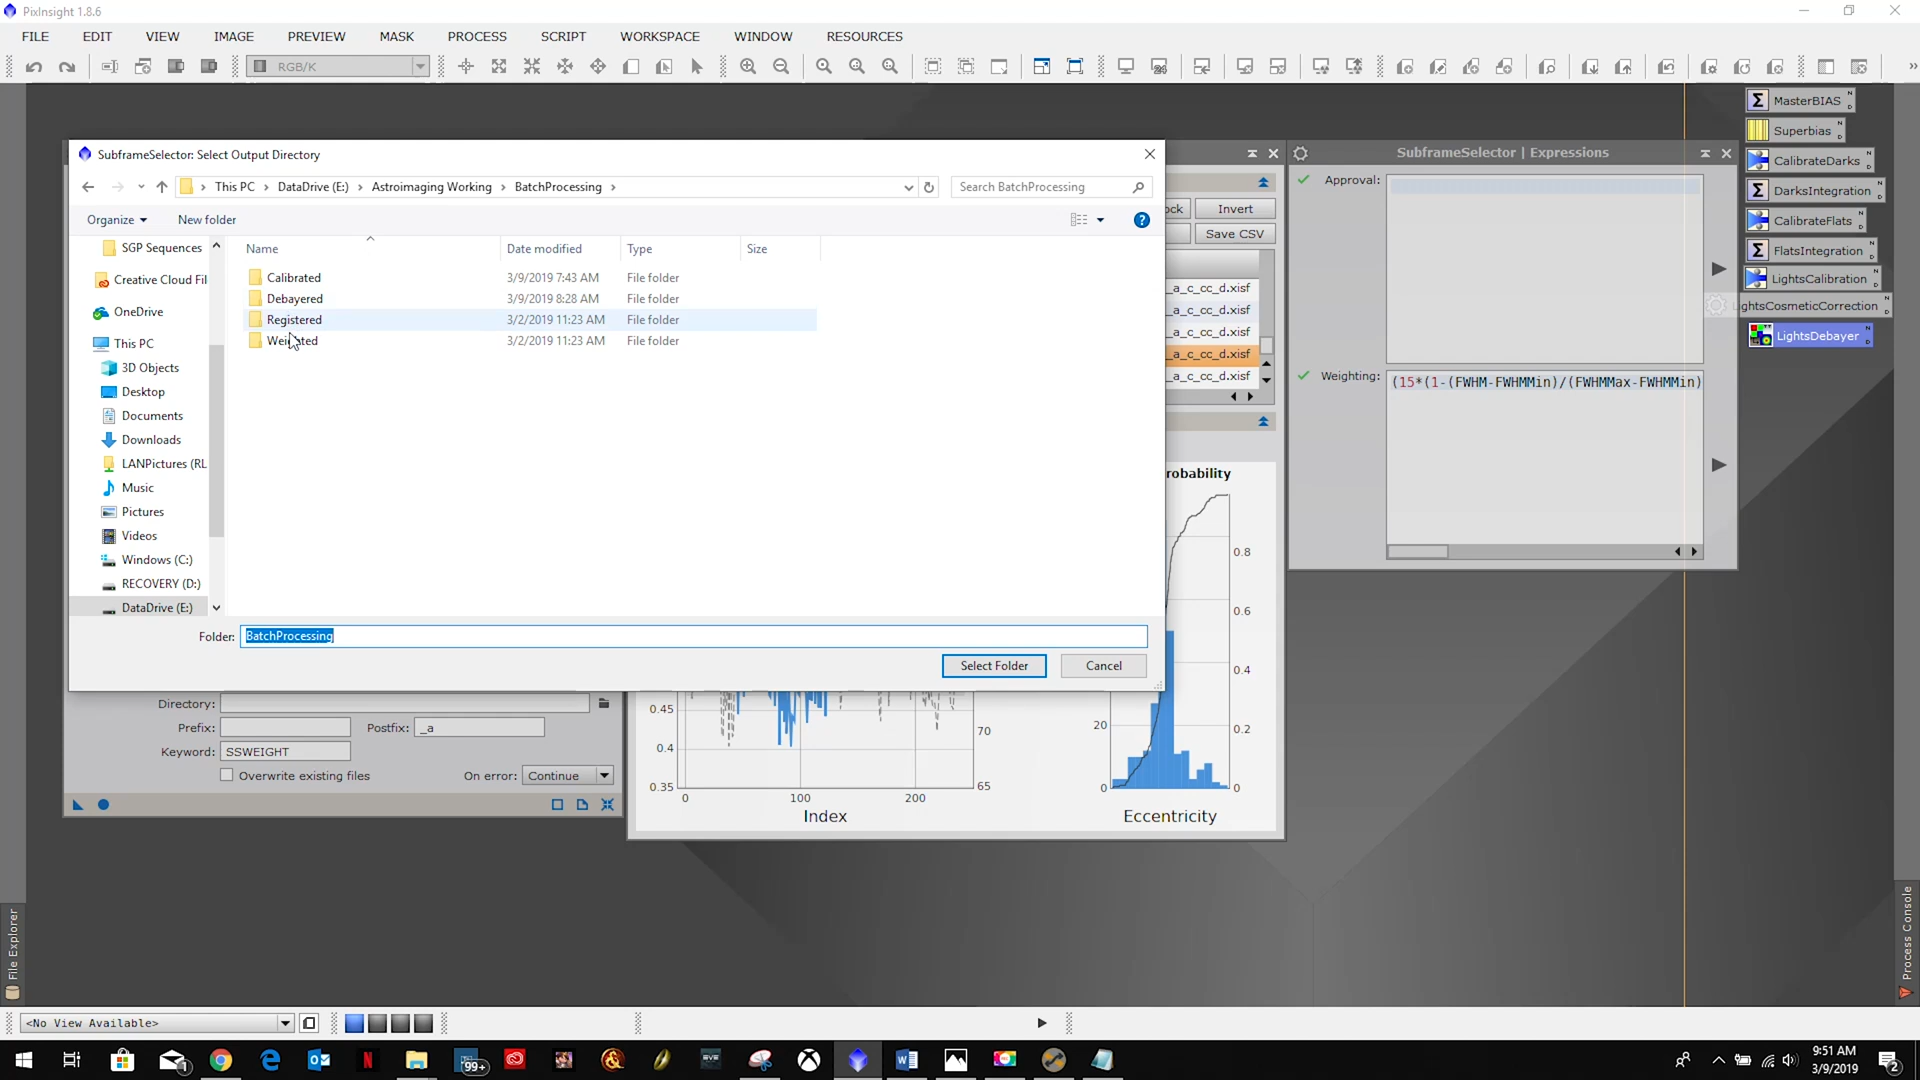 PixInsight 1.8.6
FILE EDIT VIEW IMAGE PREVIEW MASK PROCESS SCRIPT WORKSPACE WINDOW RESOURCES
RGB/K
MasterBIAS
Superbias
CalibrateDarks
DarksIntegration
CalibrateFlats
FlatsIntegration
LightsCalibration
LightsCosmeticCorrection
LightsDebayer
SubframeSelector: Select Output Directory
This PC > DataDrive (E:) > Astroimaging Working > BatchProcessing >
Search BatchProcessing
Organize New folder
SGP Sequences
Creative Cloud Fil
OneDrive
This PC
3D Objects
Desktop
Documents
Downloads
LANPictures (RL
Music
Pictures
Videos
Windows (C:)
RECOVERY (D:)
DataDrive (E:)
Name Date modified Type Size
Calibrated 3/9/2019 7:43 AM File folder
Debayered 3/9/2019 8:28 AM File folder
Registered 3/2/2019 11:23 AM File folder
Weighted 3/2/2019 11:23 AM File folder
Folder: BatchProcessing
Select Folder Cancel
ock Invert
Save CSV
_a_c_cc_d.xisf
_a_c_cc_d.xisf
_a_c_cc_d.xisf
_a_c_cc_d.xisf
_a_c_cc_d.xisf
SubframeSelector | Expressions
Approval:
Weighting: (15*(1-(FWHM-FWHMMin)/(FWHMMax-FWHMMin)
robability
0.8
0.6
0.4
20 0.2
0 0
Eccentricity
0.45
0.4
0.35
70
65
0 100 200
Index
Directory:
Prefix: Postfix: _a
Keyword: SSWEIGHT
Overwrite existing files On error: Continue
File Explorer
Process Console
<No View Available>
99+
1
9:51 AM
3/9/2019
2